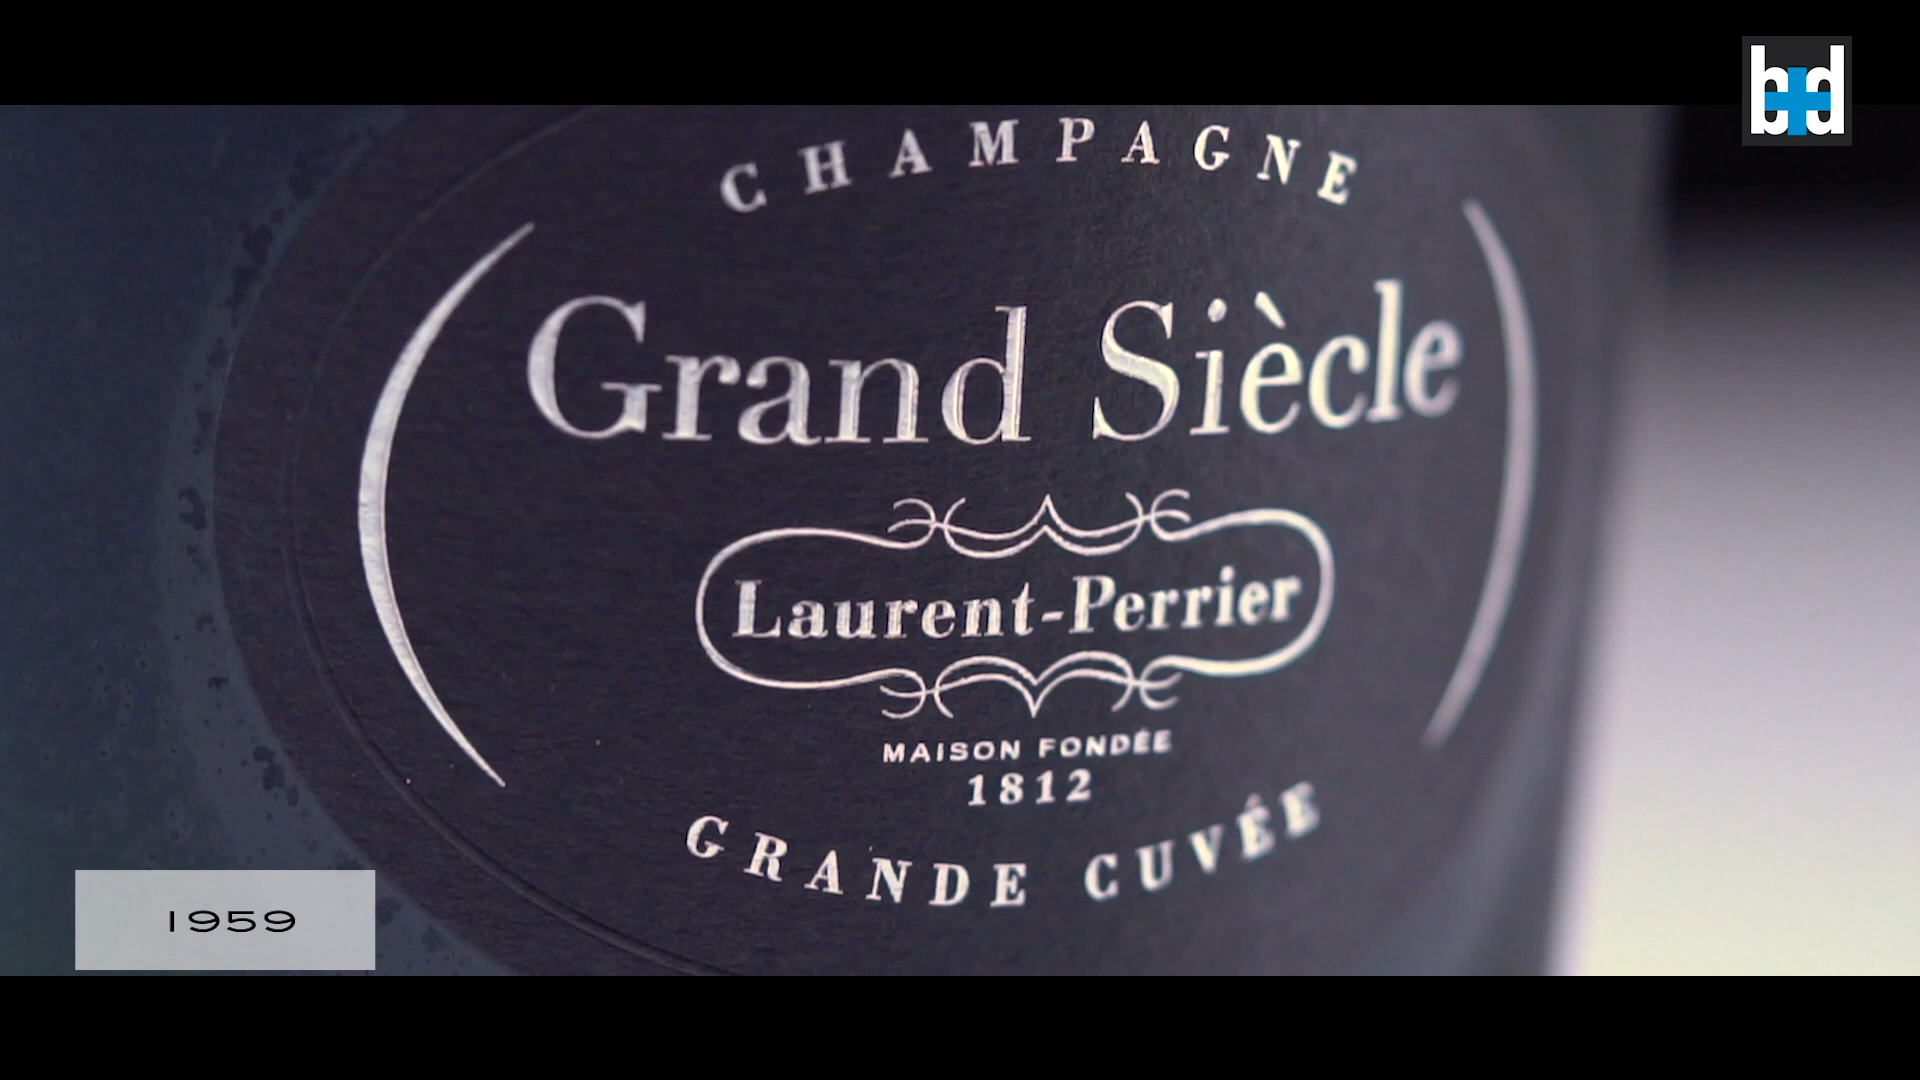 b+d
CHAMPAGNE
Grand Siècle
Laurent-Perrier
MAISON FONDÉE
1812
GRANDE CUVÉE
1959